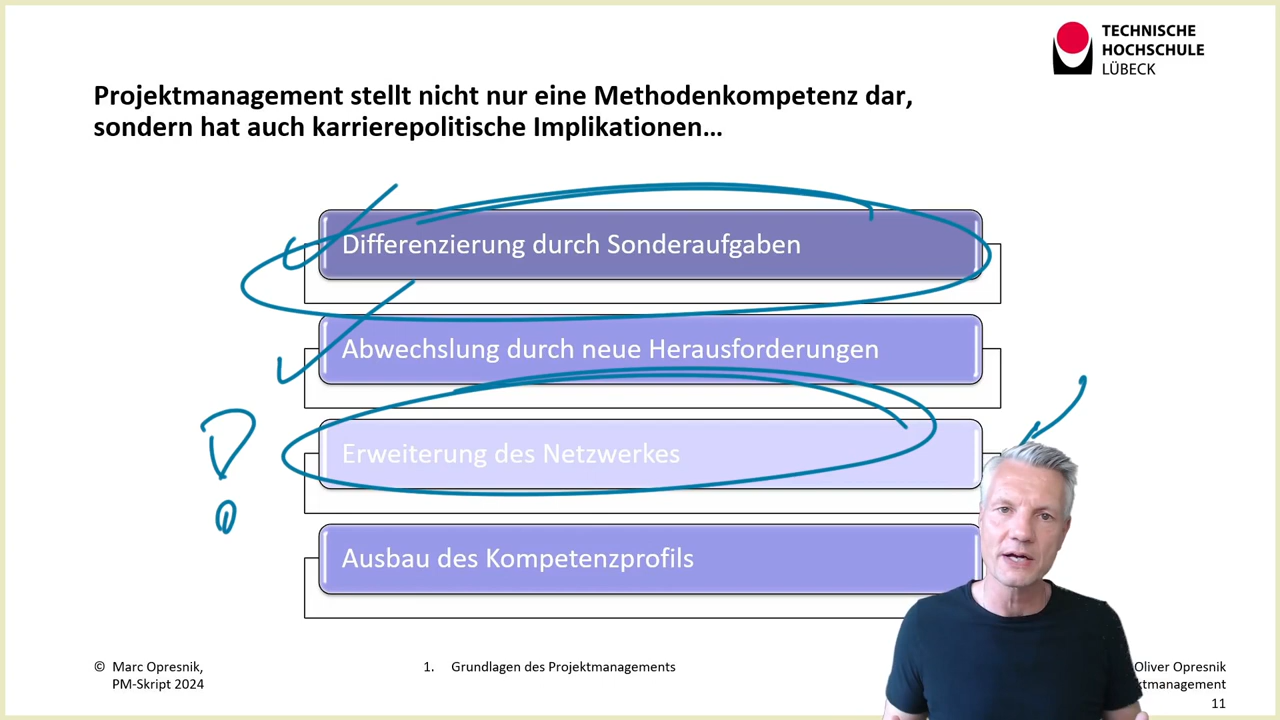 TECHNISCHE
HOCHSCHULE
LÜBECK
Projektmanagement stellt nicht nur eine Methodenkompetenz dar,
sondern hat auch karrierepolitische Implikationen…
Differenzierung durch Sonderaufgaben
Abwechslung durch neue Herausforderungen
Erweiterung des Netzwerkes
Ausbau des Kompetenzprofils
© Marc Opresnik,
PM-Skript 2024
1. Grundlagen des Projektmanagements
Oliver Opresnik
ktmanagement
11